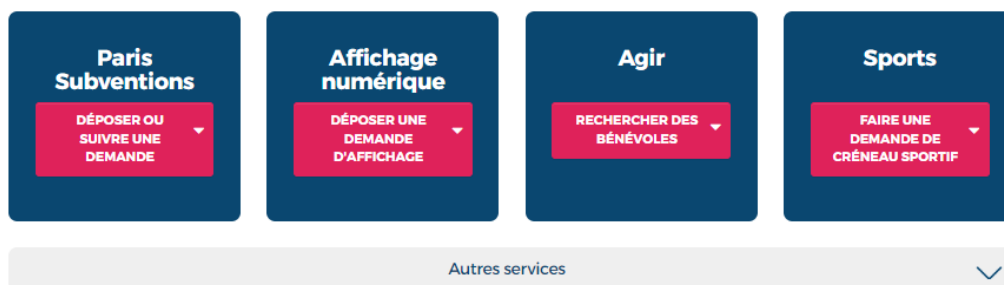 Paris
Subventions
DÉPOSER OU
SUIVRE UNE
DEMANDE
Affichage
numérique
DÉPOSER UNE
DEMANDE
D'AFFICHAGE
Agir
RECHERCHER DES
BÉNÉVOLES
Sports
FAIRE UNE
DEMANDE DE
CRÉNEAU SPORTIF
Autres services